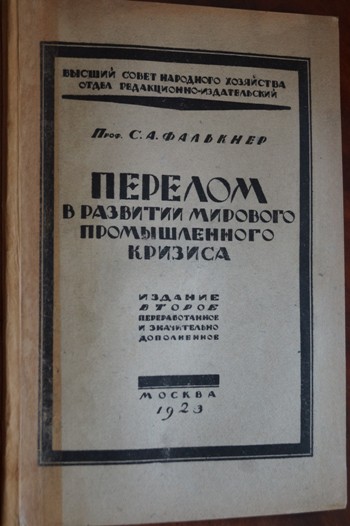 ВЫСШИЙ СОВЕТ НАРОДНОГО ХОЗЯЙСТВА
ОТДЕЛ РЕДАКЦИОННО-ИЗДАТЕЛЬСКИЙ
Проф. С.А.ФАЛЬКНЕР
ПЕРЕЛОМ
В РАЗВИТИИ МИРОВОГО
ПРОМЫШЛЕННОГО
КРИЗИСА
ИЗДАНИЕ
ВТОРОЕ
ПЕРЕРАБОТАННОЕ
И ЗНАЧИТЕЛЬНО
ДОПОЛНЕННОЕ
МОСКВА
1923